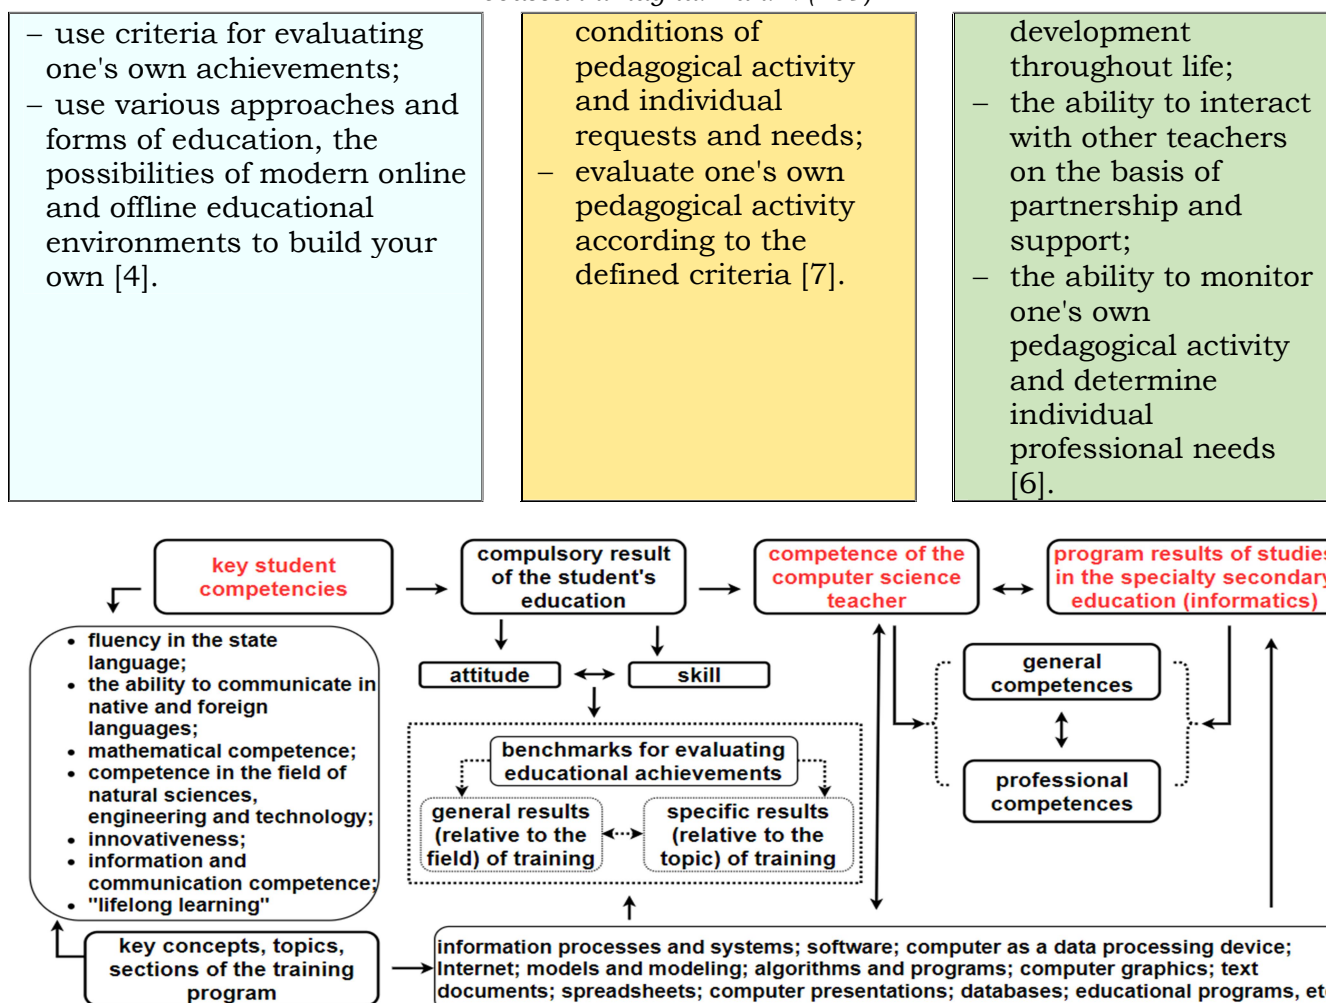 – use criteria for evaluating
one's own achievements;
– use various approaches and
forms of education, the
possibilities of modern online
and offline educational
environments to build your
own [4].
conditions of
pedagogical activity
and individual
requests and needs;
– evaluate one's own
pedagogical activity
according to the
defined criteria [7].
development
throughout life;
– the ability to interact
with other teachers
on the basis of
partnership and
support;
– the ability to monitor
one's own
pedagogical activity
and determine
individual
professional needs
[6].
key student
competencies
compulsory result
of the student's
education
competence of the
computer science
teacher
program results of studies
in the specialty secondary
education (informatics)
• fluency in the state
language;
• the ability to communicate in
native and foreign
languages;
• mathematical competence;
• competence in the field of
natural sciences,
engineering and technology;
• innovativeness;
• information and
communication competence;
• "lifelong learning"
attitude
skill
benchmarks for evaluating
educational achievements
general results
(relative to the
field) of training
specific results
(relative to the
topic) of training
general
competences
professional
competences
key concepts, topics,
sections of the training
program
information processes and systems; software; computer as a data processing device;
Internet; models and modeling; algorithms and programs; computer graphics; text
documents; spreadsheets; computer presentations; databases; educational programs, etc